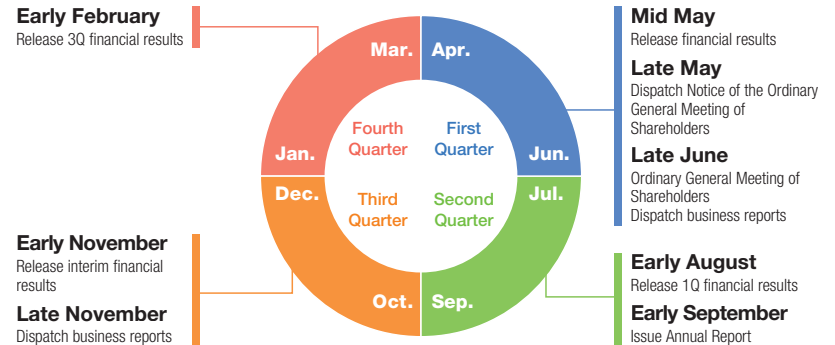 Early February
Release 3Q financial results
Mar.
Apr.
Jan.
Jun.
Fourth
Quarter
First
Quarter
Dec.
Jul.
Third
Quarter
Second
Quarter
Oct.
Sep.
Mid May
Release financial results
Late May
Dispatch Notice of the Ordinary
General Meeting of
Shareholders
Late June
Ordinary General Meeting of
Shareholders
Dispatch business reports
Early November
Release interim financial
results
Late November
Dispatch business reports
Early August
Release 1Q financial results
Early September
Issue Annual Report